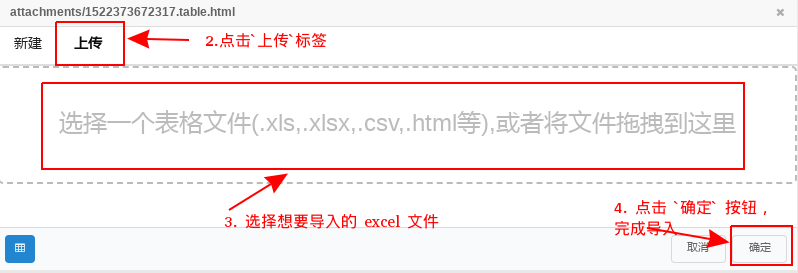 attachments/1522373672317.table.html
新建 上传 2.点击`上传`标签
选择一个表格文件(.xls,.xlsx,.csv,.html等),或者将文件拖拽到这里
3. 选择想要导入的 excel 文件
4. 点击 `确定` 按钮，
完成导入
取消 确定